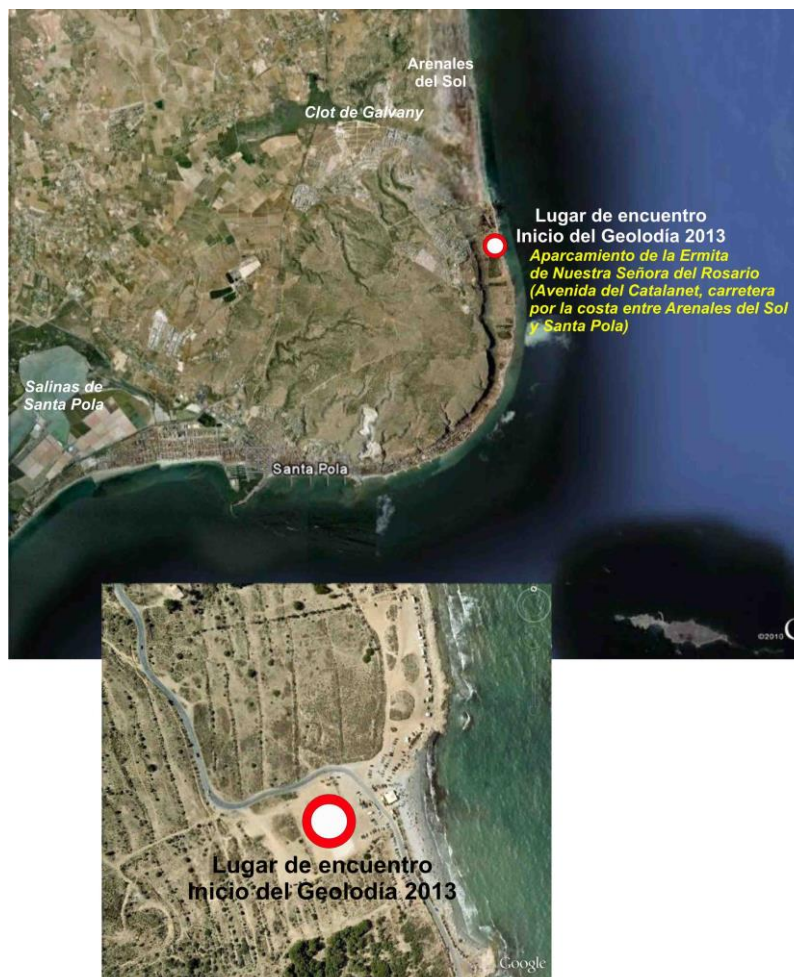 Arenales
del Sol
Clot de Galvany
Lugar de encuentro
Inicio del Geolodía 2013
Aparcamiento de la Ermita
de Nuestra Señora del Rosario
(Avenida del Catalanet, carretera
por la costa entre Arenales del Sol
y Santa Pola)
Salinas de
Santa Pola
Santa Pola
©2010
Lugar de encuentro
Inicio del Geolodía 2013
Google